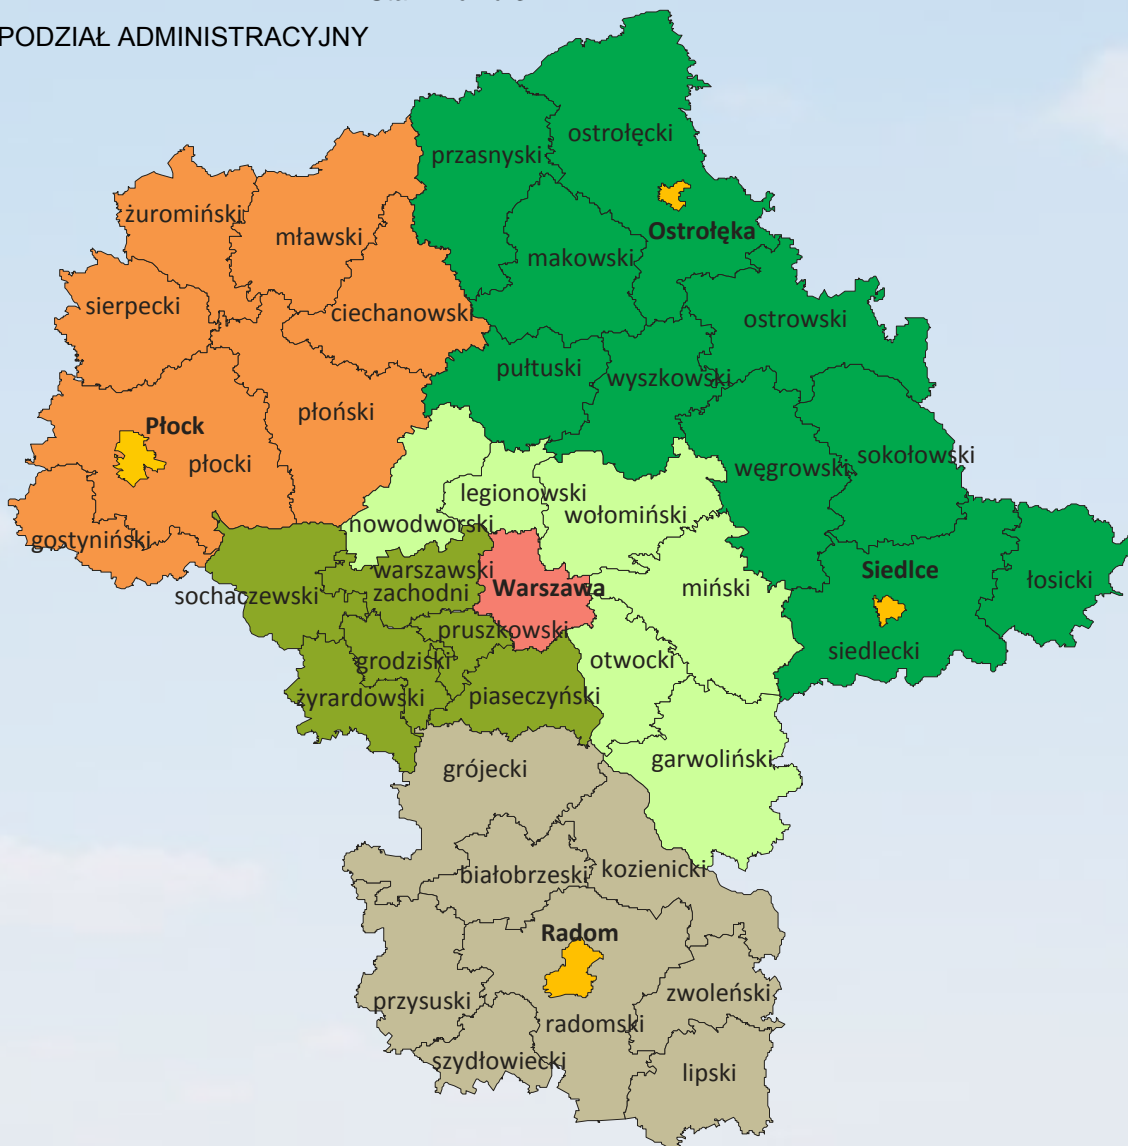 PODZIAŁ ADMINISTRACYJNY
ostrołęcki
przasnyski
żuromiński
mławski
Ostrołęka
makowski
sierpecki
ciechanowski
ostrowski
pułtuski
wyszkowski
płoński
Płock
płocki
węgrowski
sokołowski
legionowski
wołomiński
nowodworski
gostyniński
warszawski
zachodni
Siedlce
łosicki
sochaczewski
Warszawa
miński
pruszkowski
siedlecki
grodziski
otwocki
żyrardowski
piaseczyński
grójecki
garwoliński
białobrzeski
kozienicki
Radom
przysuski
zwoleński
radomski
szydłowiecki
lipski